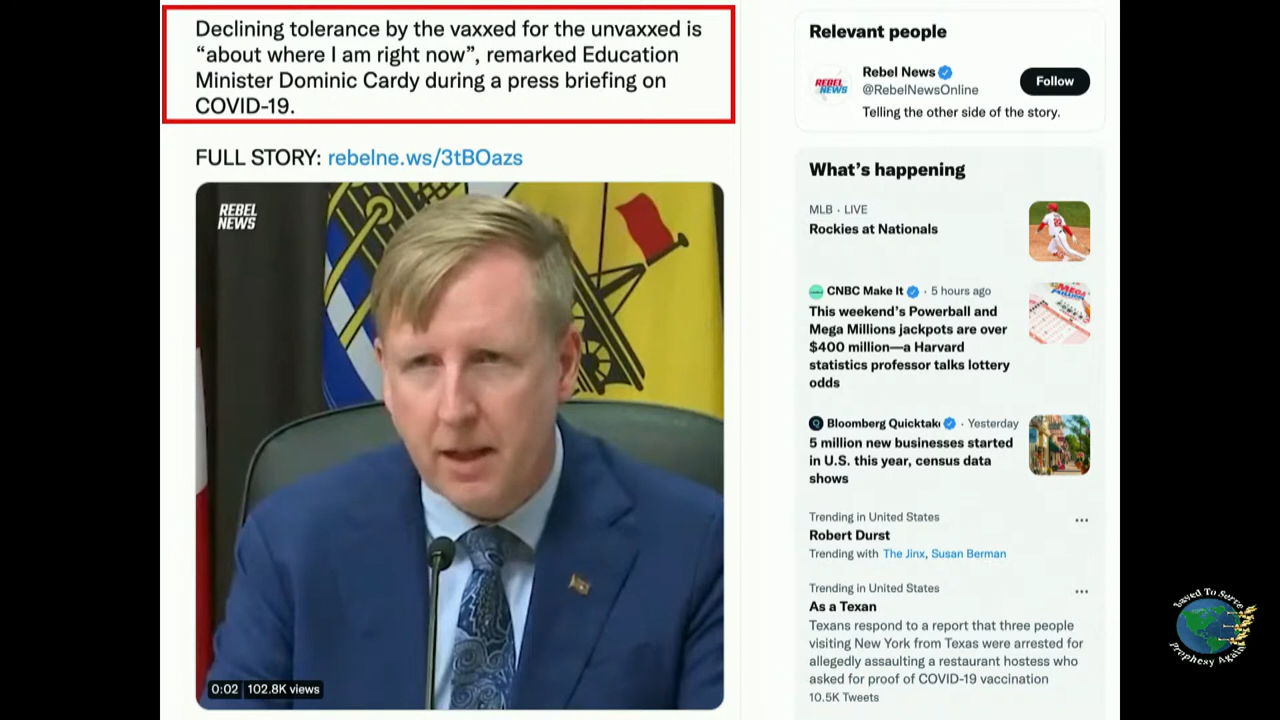 Declining tolerance by the vaxxed for the unvaxxed is
“about where I am right now”, remarked Education
Minister Dominic Cardy during a press briefing on
COVID-19.
FULL STORY: rebelne.ws/3tBOazs
REBEL
NEWS
0:02 102.8K views
Relevant people
REBEL
NEWS
Rebel News
@RebelNewsOnline
Follow
Telling the other side of the story.
What’s happening
MLB · LIVE
Rockies at Nationals
CNBC Make It · 5 hours ago
This weekend’s Powerball and
Mega Millions jackpots are over
$400 million—a Harvard
statistics professor talks lottery
odds
Bloomberg Quicktak · Yesterday
5 million new businesses started
in U.S. this year, census data
shows
Trending in United States
Robert Durst
Trending with The Jinx, Susan Berman
Trending in United States
As a Texan
Texans respond to a report that three people
visiting New York from Texas were arrested for
allegedly assaulting a restaurant hostess who
asked for proof of COVID-19 vaccination
10.5K Tweets
To Serve
Prophesy Again